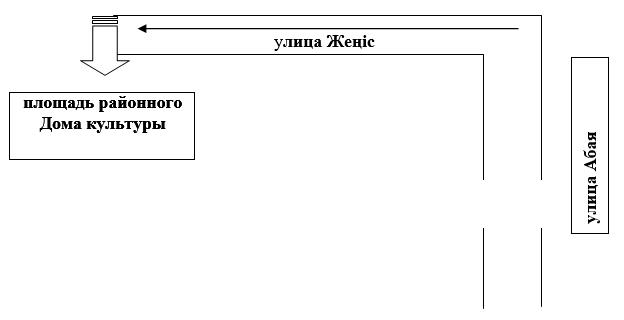 улица Жеңіс
площадь районного
Дома культуры
улица Абая